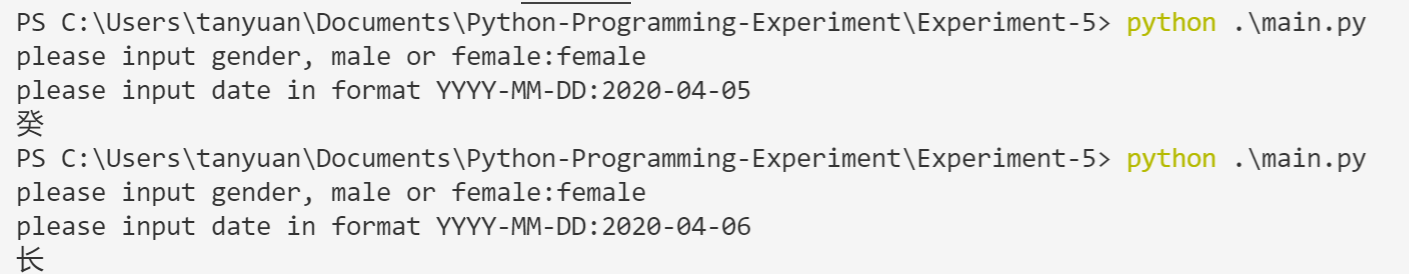 PS C:\Users\tanyuan\Documents\Python-Programming-Experiment\Experiment-5> python .\main.py
please input gender, male or female:female
please input date in format YYYY-MM-DD:2020-04-05
癸
PS C:\Users\tanyuan\Documents\Python-Programming-Experiment\Experiment-5> python .\main.py
please input gender, male or female:female
please input date in format YYYY-MM-DD:2020-04-06
长